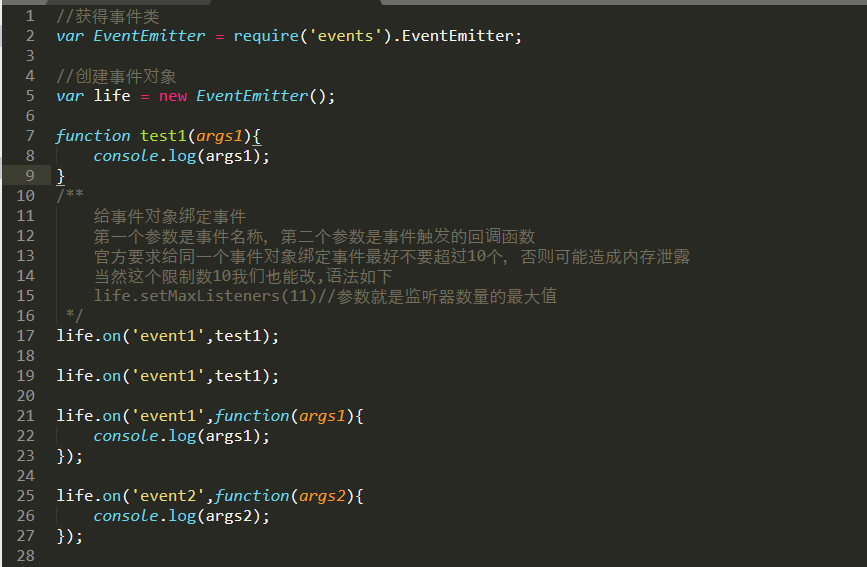 1 //获得事件类
2 var EventEmitter = require('events').EventEmitter;
3
4 //创建事件对象
5 var life = new EventEmitter();
6
7 function test1(args1){
8     console.log(args1);
9 }
10 /**
11     给事件对象绑定事件
12     第一个参数是事件名称，第二个参数是事件触发的回调函数
13     官方要求给同一个事件对象绑定事件最好不要超过10个，否则可能造成内存泄露
14     当然这个限制数10我们也能改,语法如下
15     life.setMaxListeners(11)//参数就是监听器数量的最大值
16  */
17 life.on('event1',test1);
18
19 life.on('event1',test1);
20
21 life.on('event1',function(args1){
22     console.log(args1);
23 });
24
25 life.on('event2',function(args2){
26     console.log(args2);
27 });
28